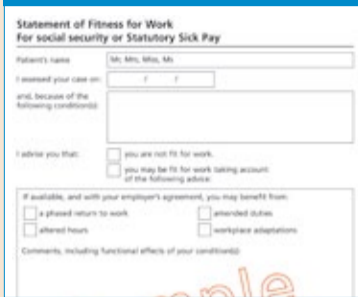 Statement of Fitness for Work
For social security or Statutory Sick Pay
Patient's name
Mr, Mrs, Miss, Ms
I assessed your case on:
/ /
and, because of the
following condition(s):
I advise you that:
you are not fit for work.
you may be fit for work taking account
of the following advice:
If available, and with your employer's agreement, you may benefit from:
a phased return to work
amended duties
altered hours
workplace adaptations
Comments, including functional effects of your condition(s):
mple